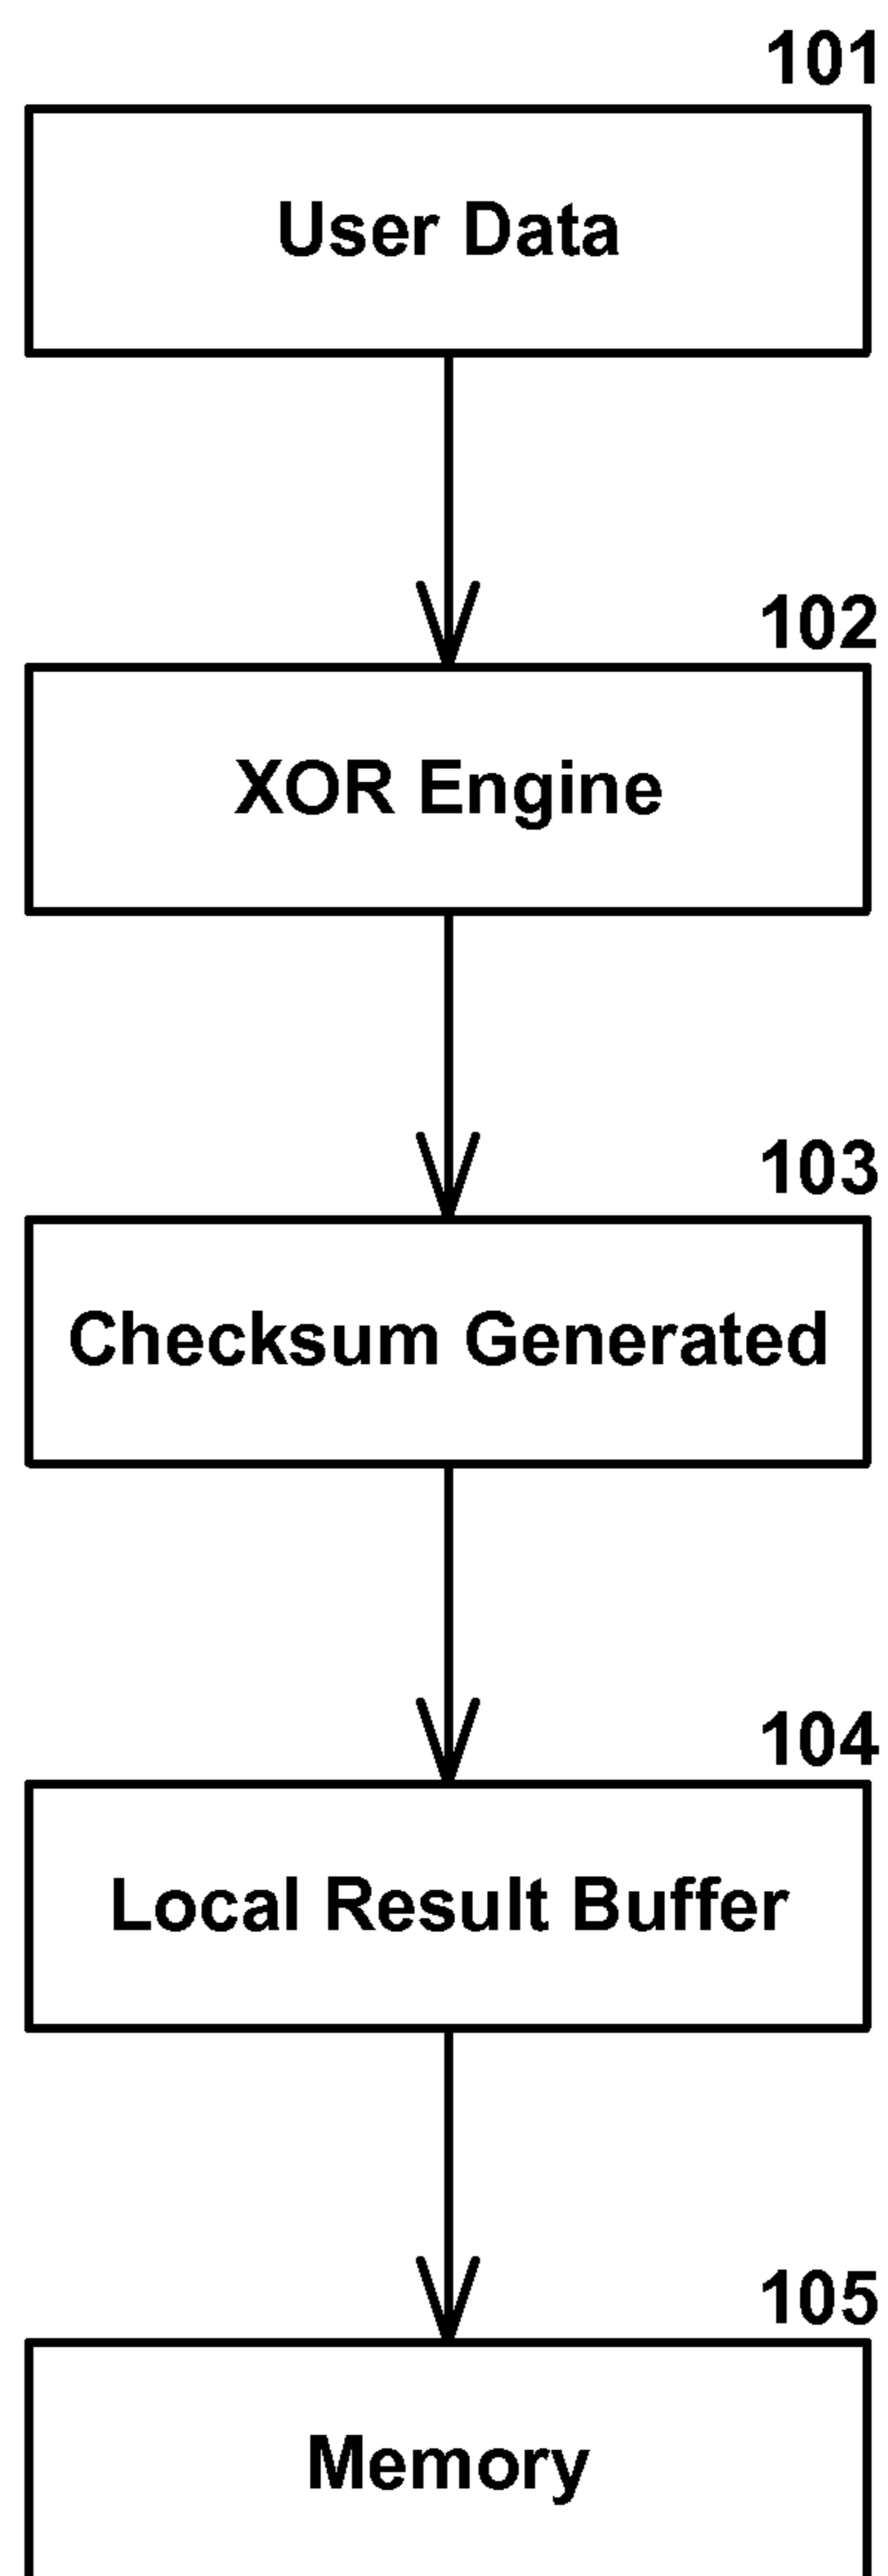 101
User Data
102
XOR Engine
103
Checksum Generated
104
Local Result Buffer
105
Memory